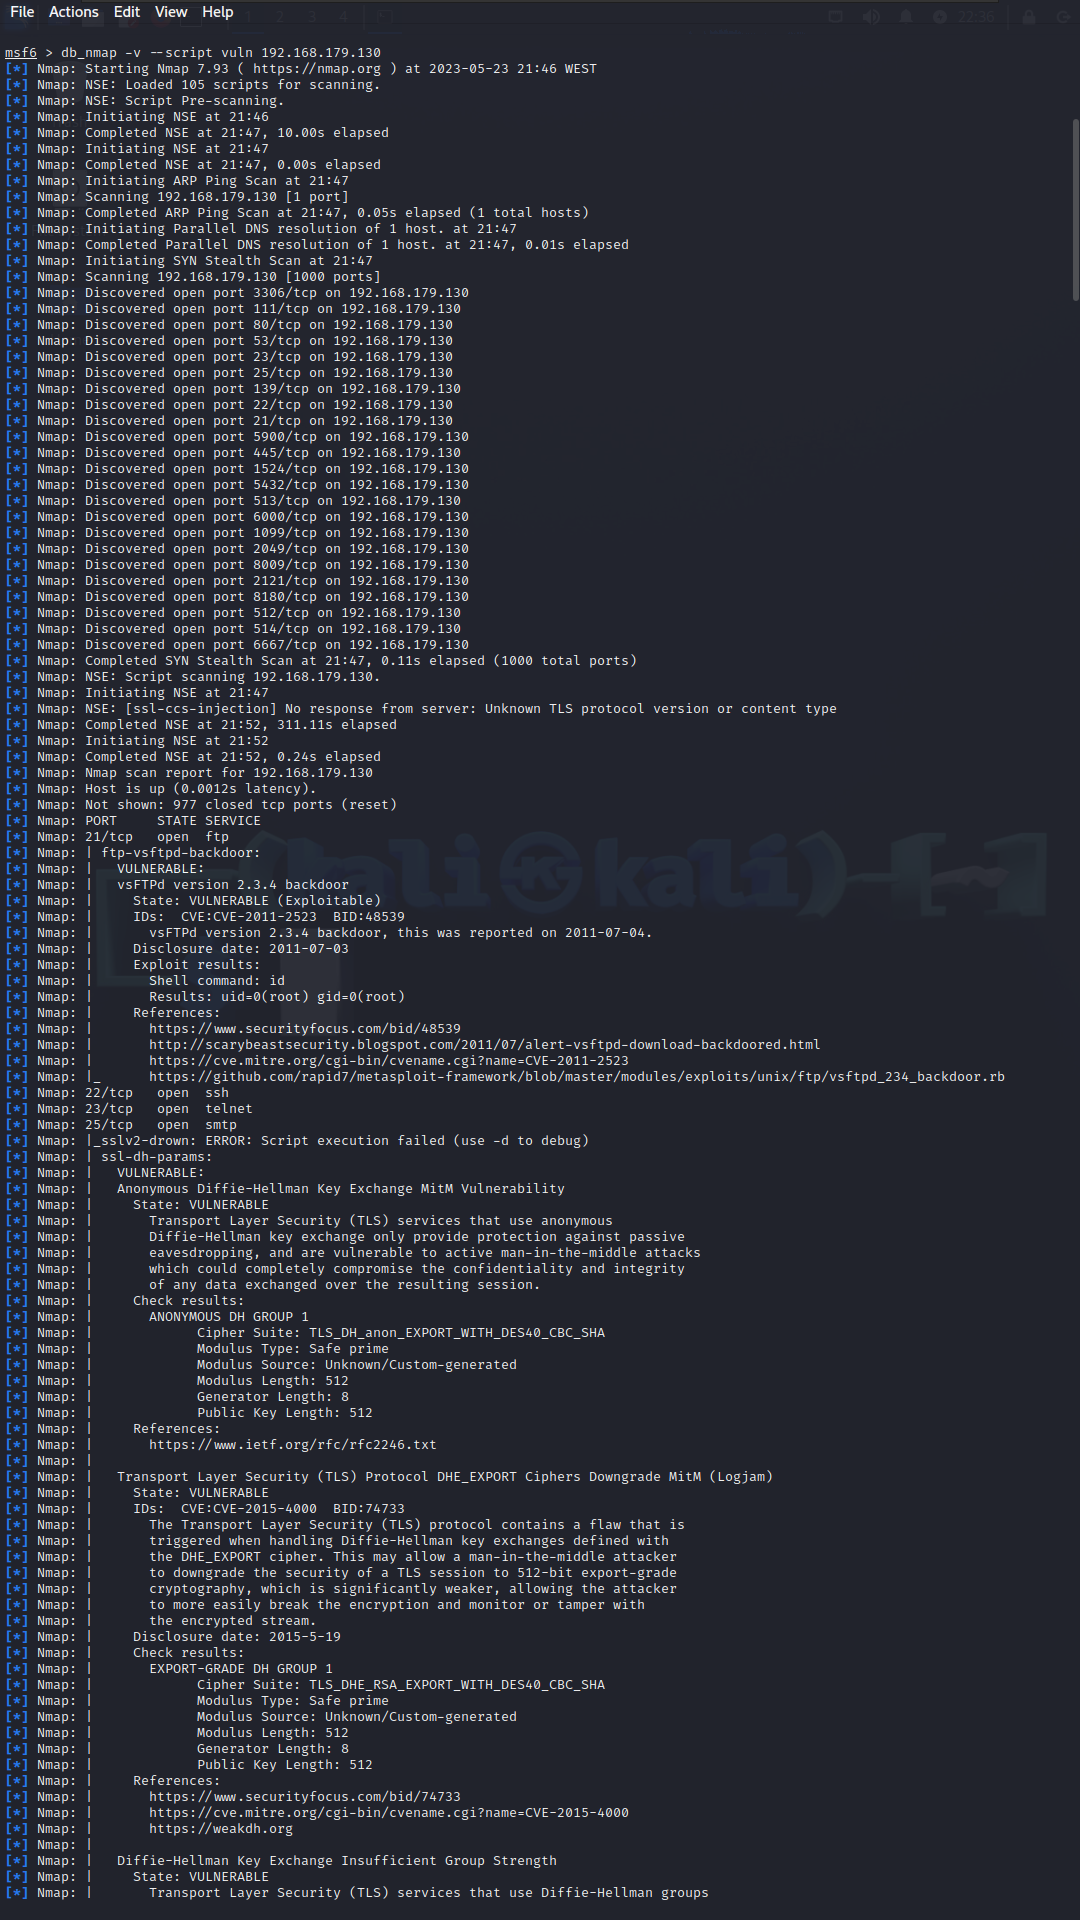 File Actions Edit View Help
1 2 3 4 22:36
msf6 > db_nmap -v --script vuln 192.168.179.130
[*] Nmap: Starting Nmap 7.93 ( https://nmap.org ) at 2023-05-23 21:46 WEST
[*] Nmap: NSE: Loaded 105 scripts for scanning.
[*] Nmap: NSE: Script Pre-scanning.
[*] Nmap: Initiating NSE at 21:46
[*] Nmap: Completed NSE at 21:47, 10.00s elapsed
[*] Nmap: Initiating NSE at 21:47
[*] Nmap: Completed NSE at 21:47, 0.00s elapsed
[*] Nmap: Initiating ARP Ping Scan at 21:47
[*] Nmap: Scanning 192.168.179.130 [1 port]
[*] Nmap: Completed ARP Ping Scan at 21:47, 0.05s elapsed (1 total hosts)
[*] Nmap: Initiating Parallel DNS resolution of 1 host. at 21:47
[*] Nmap: Completed Parallel DNS resolution of 1 host. at 21:47, 0.01s elapsed
[*] Nmap: Initiating SYN Stealth Scan at 21:47
[*] Nmap: Scanning 192.168.179.130 [1000 ports]
[*] Nmap: Discovered open port 3306/tcp on 192.168.179.130
[*] Nmap: Discovered open port 111/tcp on 192.168.179.130
[*] Nmap: Discovered open port 80/tcp on 192.168.179.130
[*] Nmap: Discovered open port 53/tcp on 192.168.179.130
[*] Nmap: Discovered open port 23/tcp on 192.168.179.130
[*] Nmap: Discovered open port 25/tcp on 192.168.179.130
[*] Nmap: Discovered open port 139/tcp on 192.168.179.130
[*] Nmap: Discovered open port 22/tcp on 192.168.179.130
[*] Nmap: Discovered open port 21/tcp on 192.168.179.130
[*] Nmap: Discovered open port 5900/tcp on 192.168.179.130
[*] Nmap: Discovered open port 445/tcp on 192.168.179.130
[*] Nmap: Discovered open port 1524/tcp on 192.168.179.130
[*] Nmap: Discovered open port 5432/tcp on 192.168.179.130
[*] Nmap: Discovered open port 513/tcp on 192.168.179.130
[*] Nmap: Discovered open port 6000/tcp on 192.168.179.130
[*] Nmap: Discovered open port 1099/tcp on 192.168.179.130
[*] Nmap: Discovered open port 2049/tcp on 192.168.179.130
[*] Nmap: Discovered open port 8009/tcp on 192.168.179.130
[*] Nmap: Discovered open port 2121/tcp on 192.168.179.130
[*] Nmap: Discovered open port 8180/tcp on 192.168.179.130
[*] Nmap: Discovered open port 512/tcp on 192.168.179.130
[*] Nmap: Discovered open port 514/tcp on 192.168.179.130
[*] Nmap: Discovered open port 6667/tcp on 192.168.179.130
[*] Nmap: Completed SYN Stealth Scan at 21:47, 0.11s elapsed (1000 total ports)
[*] Nmap: NSE: Script scanning 192.168.179.130.
[*] Nmap: Initiating NSE at 21:47
[*] Nmap: NSE: [ssl-ccs-injection] No response from server: Unknown TLS protocol version or content type
[*] Nmap: Completed NSE at 21:52, 311.11s elapsed
[*] Nmap: Initiating NSE at 21:52
[*] Nmap: Completed NSE at 21:52, 0.24s elapsed
[*] Nmap: Nmap scan report for 192.168.179.130
[*] Nmap: Host is up (0.0012s latency).
[*] Nmap: Not shown: 977 closed tcp ports (reset)
[*] Nmap: PORT     STATE SERVICE
[*] Nmap: 21/tcp   open  ftp
[*] Nmap: | ftp-vsftpd-backdoor:
[*] Nmap: |   VULNERABLE:
[*] Nmap: |   vsFTPd version 2.3.4 backdoor
[*] Nmap: |     State: VULNERABLE (Exploitable)
[*] Nmap: |     IDs:  CVE:CVE-2011-2523  BID:48539
[*] Nmap: |       vsFTPd version 2.3.4 backdoor, this was reported on 2011-07-04.
[*] Nmap: |     Disclosure date: 2011-07-03
[*] Nmap: |     Exploit results:
[*] Nmap: |       Shell command: id
[*] Nmap: |       Results: uid=0(root) gid=0(root)
[*] Nmap: |     References:
[*] Nmap: |       https://www.securityfocus.com/bid/48539
[*] Nmap: |       http://scarybeastsecurity.blogspot.com/2011/07/alert-vsftpd-download-backdoored.html
[*] Nmap: |       https://cve.mitre.org/cgi-bin/cvename.cgi?name=CVE-2011-2523
[*] Nmap: |_      https://github.com/rapid7/metasploit-framework/blob/master/modules/exploits/unix/ftp/vsftpd_234_backdoor.rb
[*] Nmap: 22/tcp   open  ssh
[*] Nmap: 23/tcp   open  telnet
[*] Nmap: 25/tcp   open  smtp
[*] Nmap: |_sslv2-drown: ERROR: Script execution failed (use -d to debug)
[*] Nmap: | ssl-dh-params:
[*] Nmap: |   VULNERABLE:
[*] Nmap: |   Anonymous Diffie-Hellman Key Exchange MitM Vulnerability
[*] Nmap: |     State: VULNERABLE
[*] Nmap: |       Transport Layer Security (TLS) services that use anonymous
[*] Nmap: |       Diffie-Hellman key exchange only provide protection against passive
[*] Nmap: |       eavesdropping, and are vulnerable to active man-in-the-middle attacks
[*] Nmap: |       which could completely compromise the confidentiality and integrity
[*] Nmap: |       of any data exchanged over the resulting session.
[*] Nmap: |     Check results:
[*] Nmap: |       ANONYMOUS DH GROUP 1
[*] Nmap: |             Cipher Suite: TLS_DH_anon_EXPORT_WITH_DES40_CBC_SHA
[*] Nmap: |             Modulus Type: Safe prime
[*] Nmap: |             Modulus Source: Unknown/Custom-generated
[*] Nmap: |             Modulus Length: 512
[*] Nmap: |             Generator Length: 8
[*] Nmap: |             Public Key Length: 512
[*] Nmap: |     References:
[*] Nmap: |       https://www.ietf.org/rfc/rfc2246.txt
[*] Nmap: |
[*] Nmap: |   Transport Layer Security (TLS) Protocol DHE_EXPORT Ciphers Downgrade MitM (Logjam)
[*] Nmap: |     State: VULNERABLE
[*] Nmap: |     IDs:  CVE:CVE-2015-4000  BID:74733
[*] Nmap: |       The Transport Layer Security (TLS) protocol contains a flaw that is
[*] Nmap: |       triggered when handling Diffie-Hellman key exchanges defined with
[*] Nmap: |       the DHE_EXPORT cipher. This may allow a man-in-the-middle attacker
[*] Nmap: |       to downgrade the security of a TLS session to 512-bit export-grade
[*] Nmap: |       cryptography, which is significantly weaker, allowing the attacker
[*] Nmap: |       to more easily break the encryption and monitor or tamper with
[*] Nmap: |       the encrypted stream.
[*] Nmap: |     Disclosure date: 2015-5-19
[*] Nmap: |     Check results:
[*] Nmap: |       EXPORT-GRADE DH GROUP 1
[*] Nmap: |             Cipher Suite: TLS_DHE_RSA_EXPORT_WITH_DES40_CBC_SHA
[*] Nmap: |             Modulus Type: Safe prime
[*] Nmap: |             Modulus Source: Unknown/Custom-generated
[*] Nmap: |             Modulus Length: 512
[*] Nmap: |             Generator Length: 8
[*] Nmap: |             Public Key Length: 512
[*] Nmap: |     References:
[*] Nmap: |       https://www.securityfocus.com/bid/74733
[*] Nmap: |       https://cve.mitre.org/cgi-bin/cvename.cgi?name=CVE-2015-4000
[*] Nmap: |       https://weakdh.org
[*] Nmap: |
[*] Nmap: |   Diffie-Hellman Key Exchange Insufficient Group Strength
[*] Nmap: |     State: VULNERABLE
[*] Nmap: |       Transport Layer Security (TLS) services that use Diffie-Hellman groups